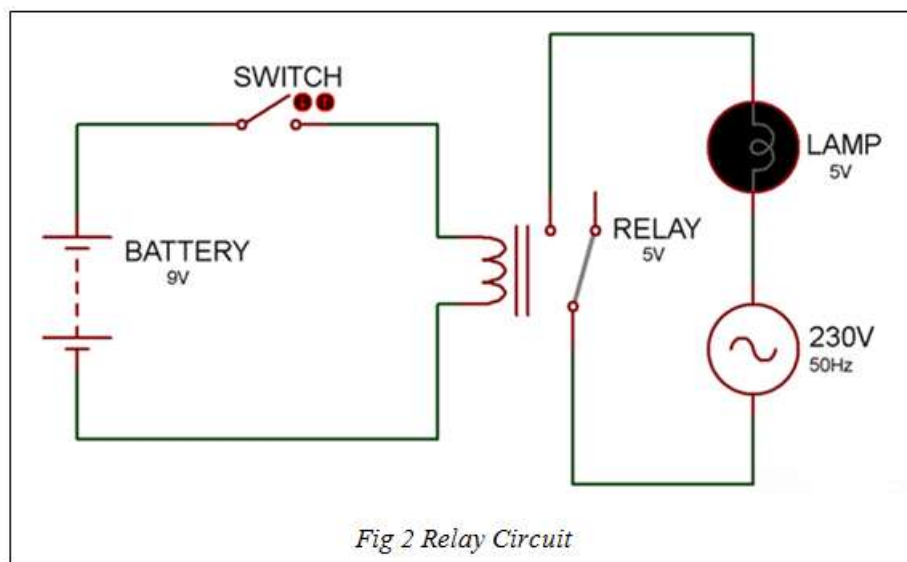 SWITCH
BATTERY
9V
RELAY
5V
LAMP
5V
230V
50Hz
Fig 2 Relay Circuit